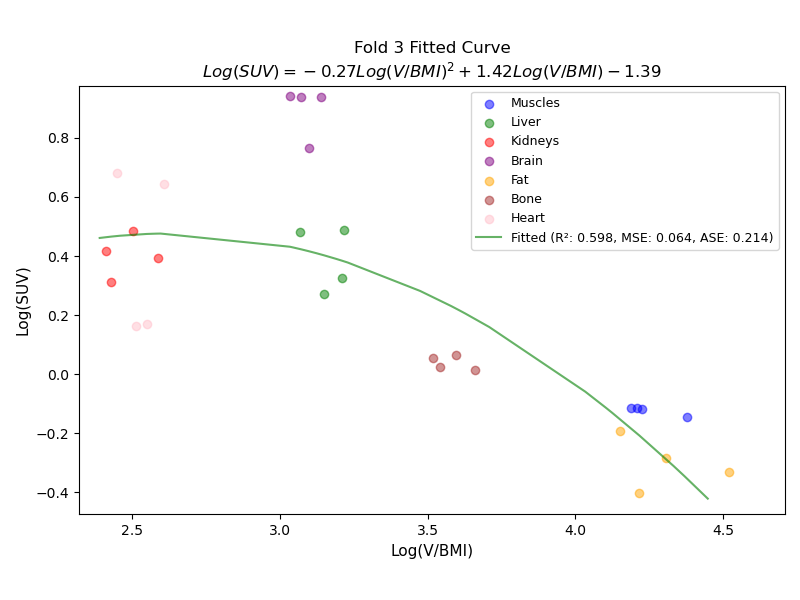 Fold 3 Fitted Curve
Log(SUV) = −0.27Log(V/BMI)² + 1.42Log(V/BMI) − 1.39
Muscles
Liver
Kidneys
Brain
Fat
Bone
Heart
Fitted (R²: 0.598, MSE: 0.064, ASE: 0.214)
0.8
0.6
0.4
0.2
0.0
−0.2
−0.4
Log(SUV)
2.5 3.0 3.5 4.0 4.5
Log(V/BMI)